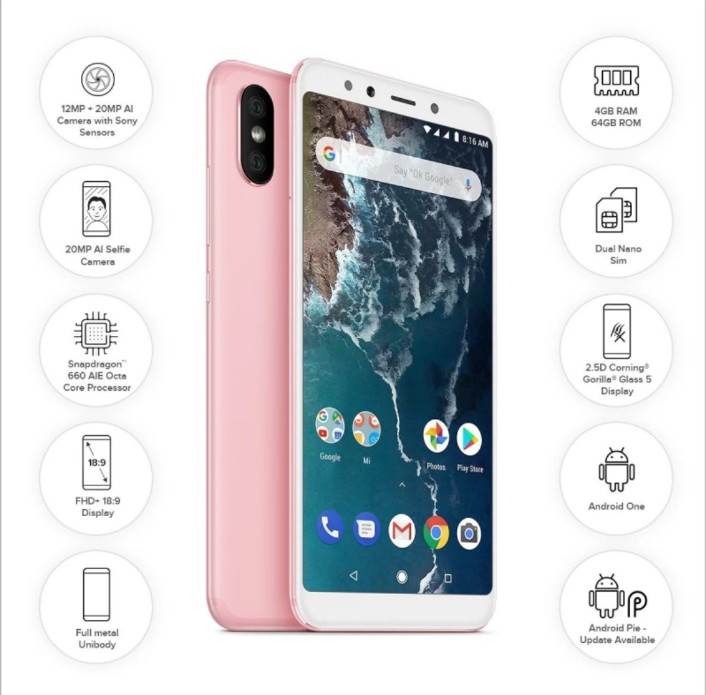 12MP + 20MP AI
Camera with Sony
Sensors
20MP AI Selfie
Camera
Snapdragon™
660 AIE Octa
Core Processor
18:9
FHD+ 18:9
Display
Full metal
Unibody
8:16 AM
G
Say "Ok Google"
Google
Mi
Photos
Play Store
4GB RAM
64GB ROM
Dual Nano
Sim
2.5D Corning®
Gorilla® Glass 5
Display
Android One
Android Pie -
Update Available